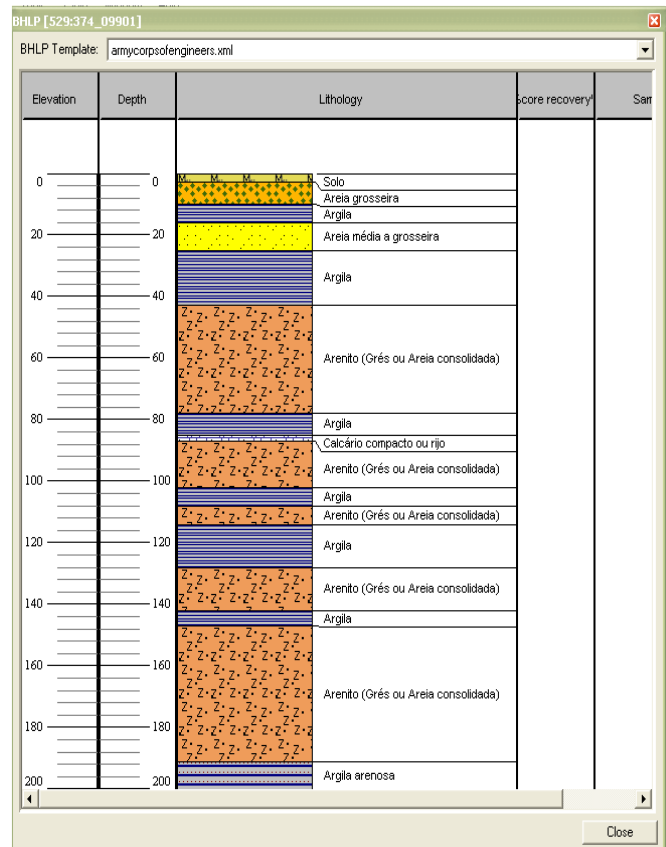 BHLP [529:374_09901]
BHLP Template: armycorpsofengineers.xml
Elevation Depth Lithology Score recovery* Sam
0 0 Solo
Areia grosseira
Argila
20 20 Areia média a grosseira
Argila
40 40
60 60 Arenito (Grés ou Areia consolidada)
80 80 Argila
Calcário compacto ou rijo
Arenito (Grés ou Areia consolidada)
100 100
Argila
Arenito (Grés ou Areia consolidada)
120 120 Argila
Arenito (Grés ou Areia consolidada)
140 140
Argila
160 160
Arenito (Grés ou Areia consolidada)
180 180
200 200 Argila arenosa
Close